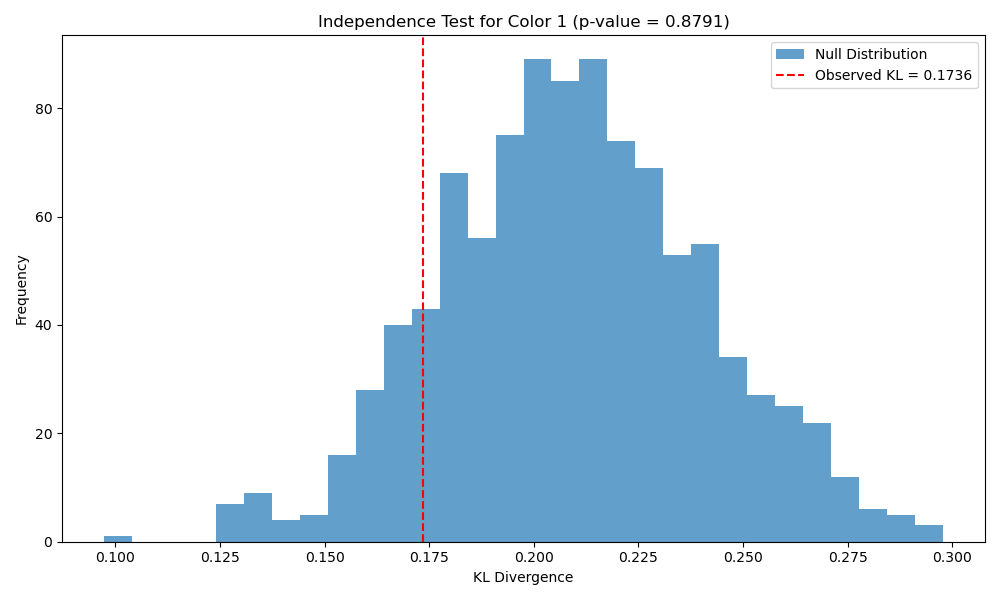 Independence Test for Color 1 (p-value = 0.8791)
Null Distribution
Observed KL = 0.1736
Frequency
80
60
40
20
0
0.100 0.125 0.150 0.175 0.200 0.225 0.250 0.275 0.300
KL Divergence